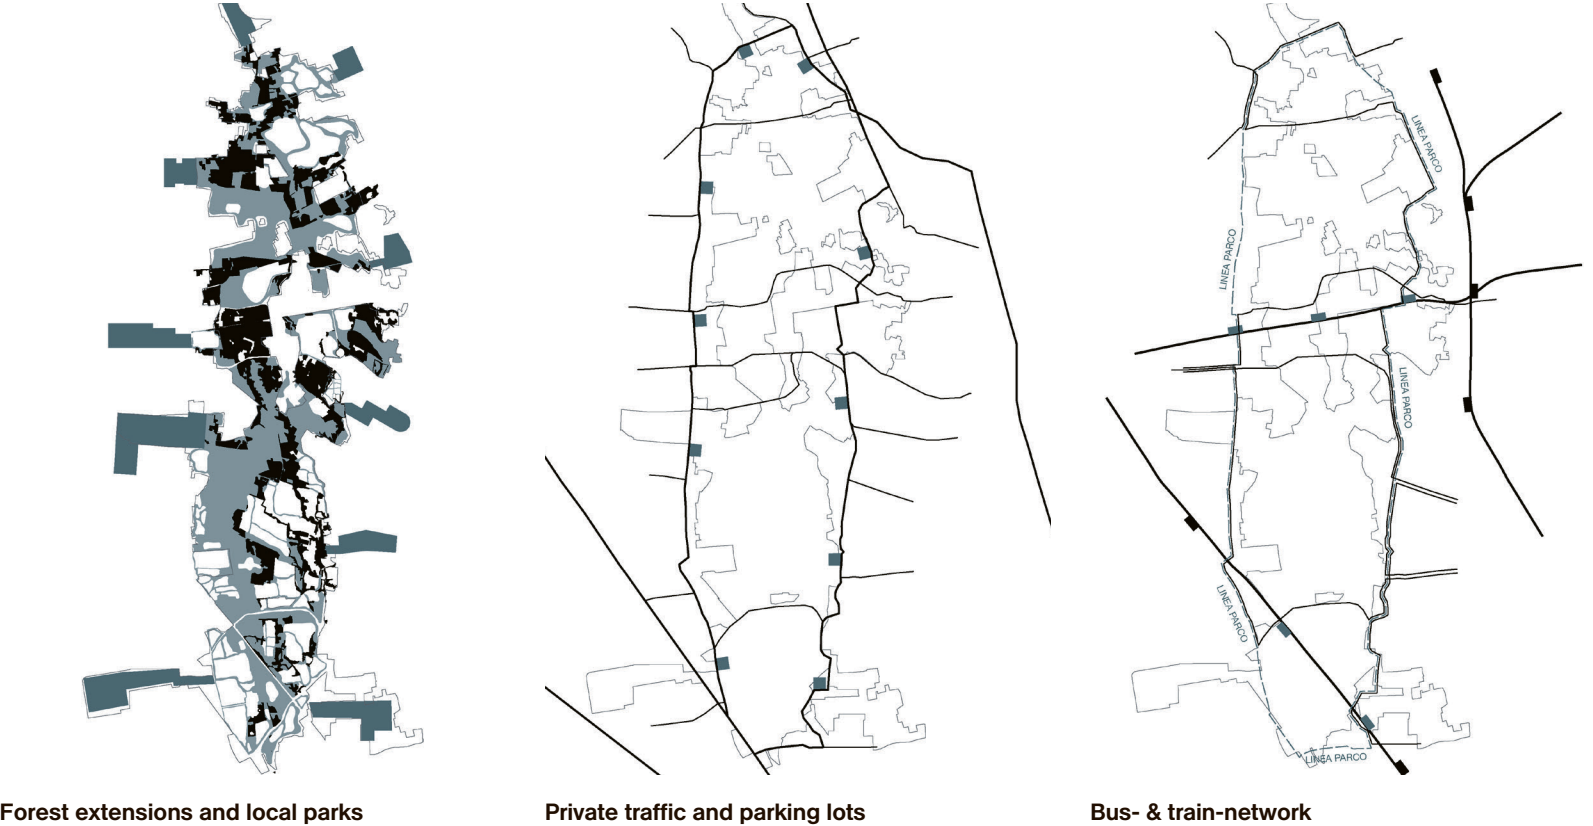 LINEA PARCO
LINEA PARCO
LINEA PARCO
LINEA PARCO
LINEA PARCO
Forest extensions and local parks
Private traffic and parking lots
Bus- & train-network